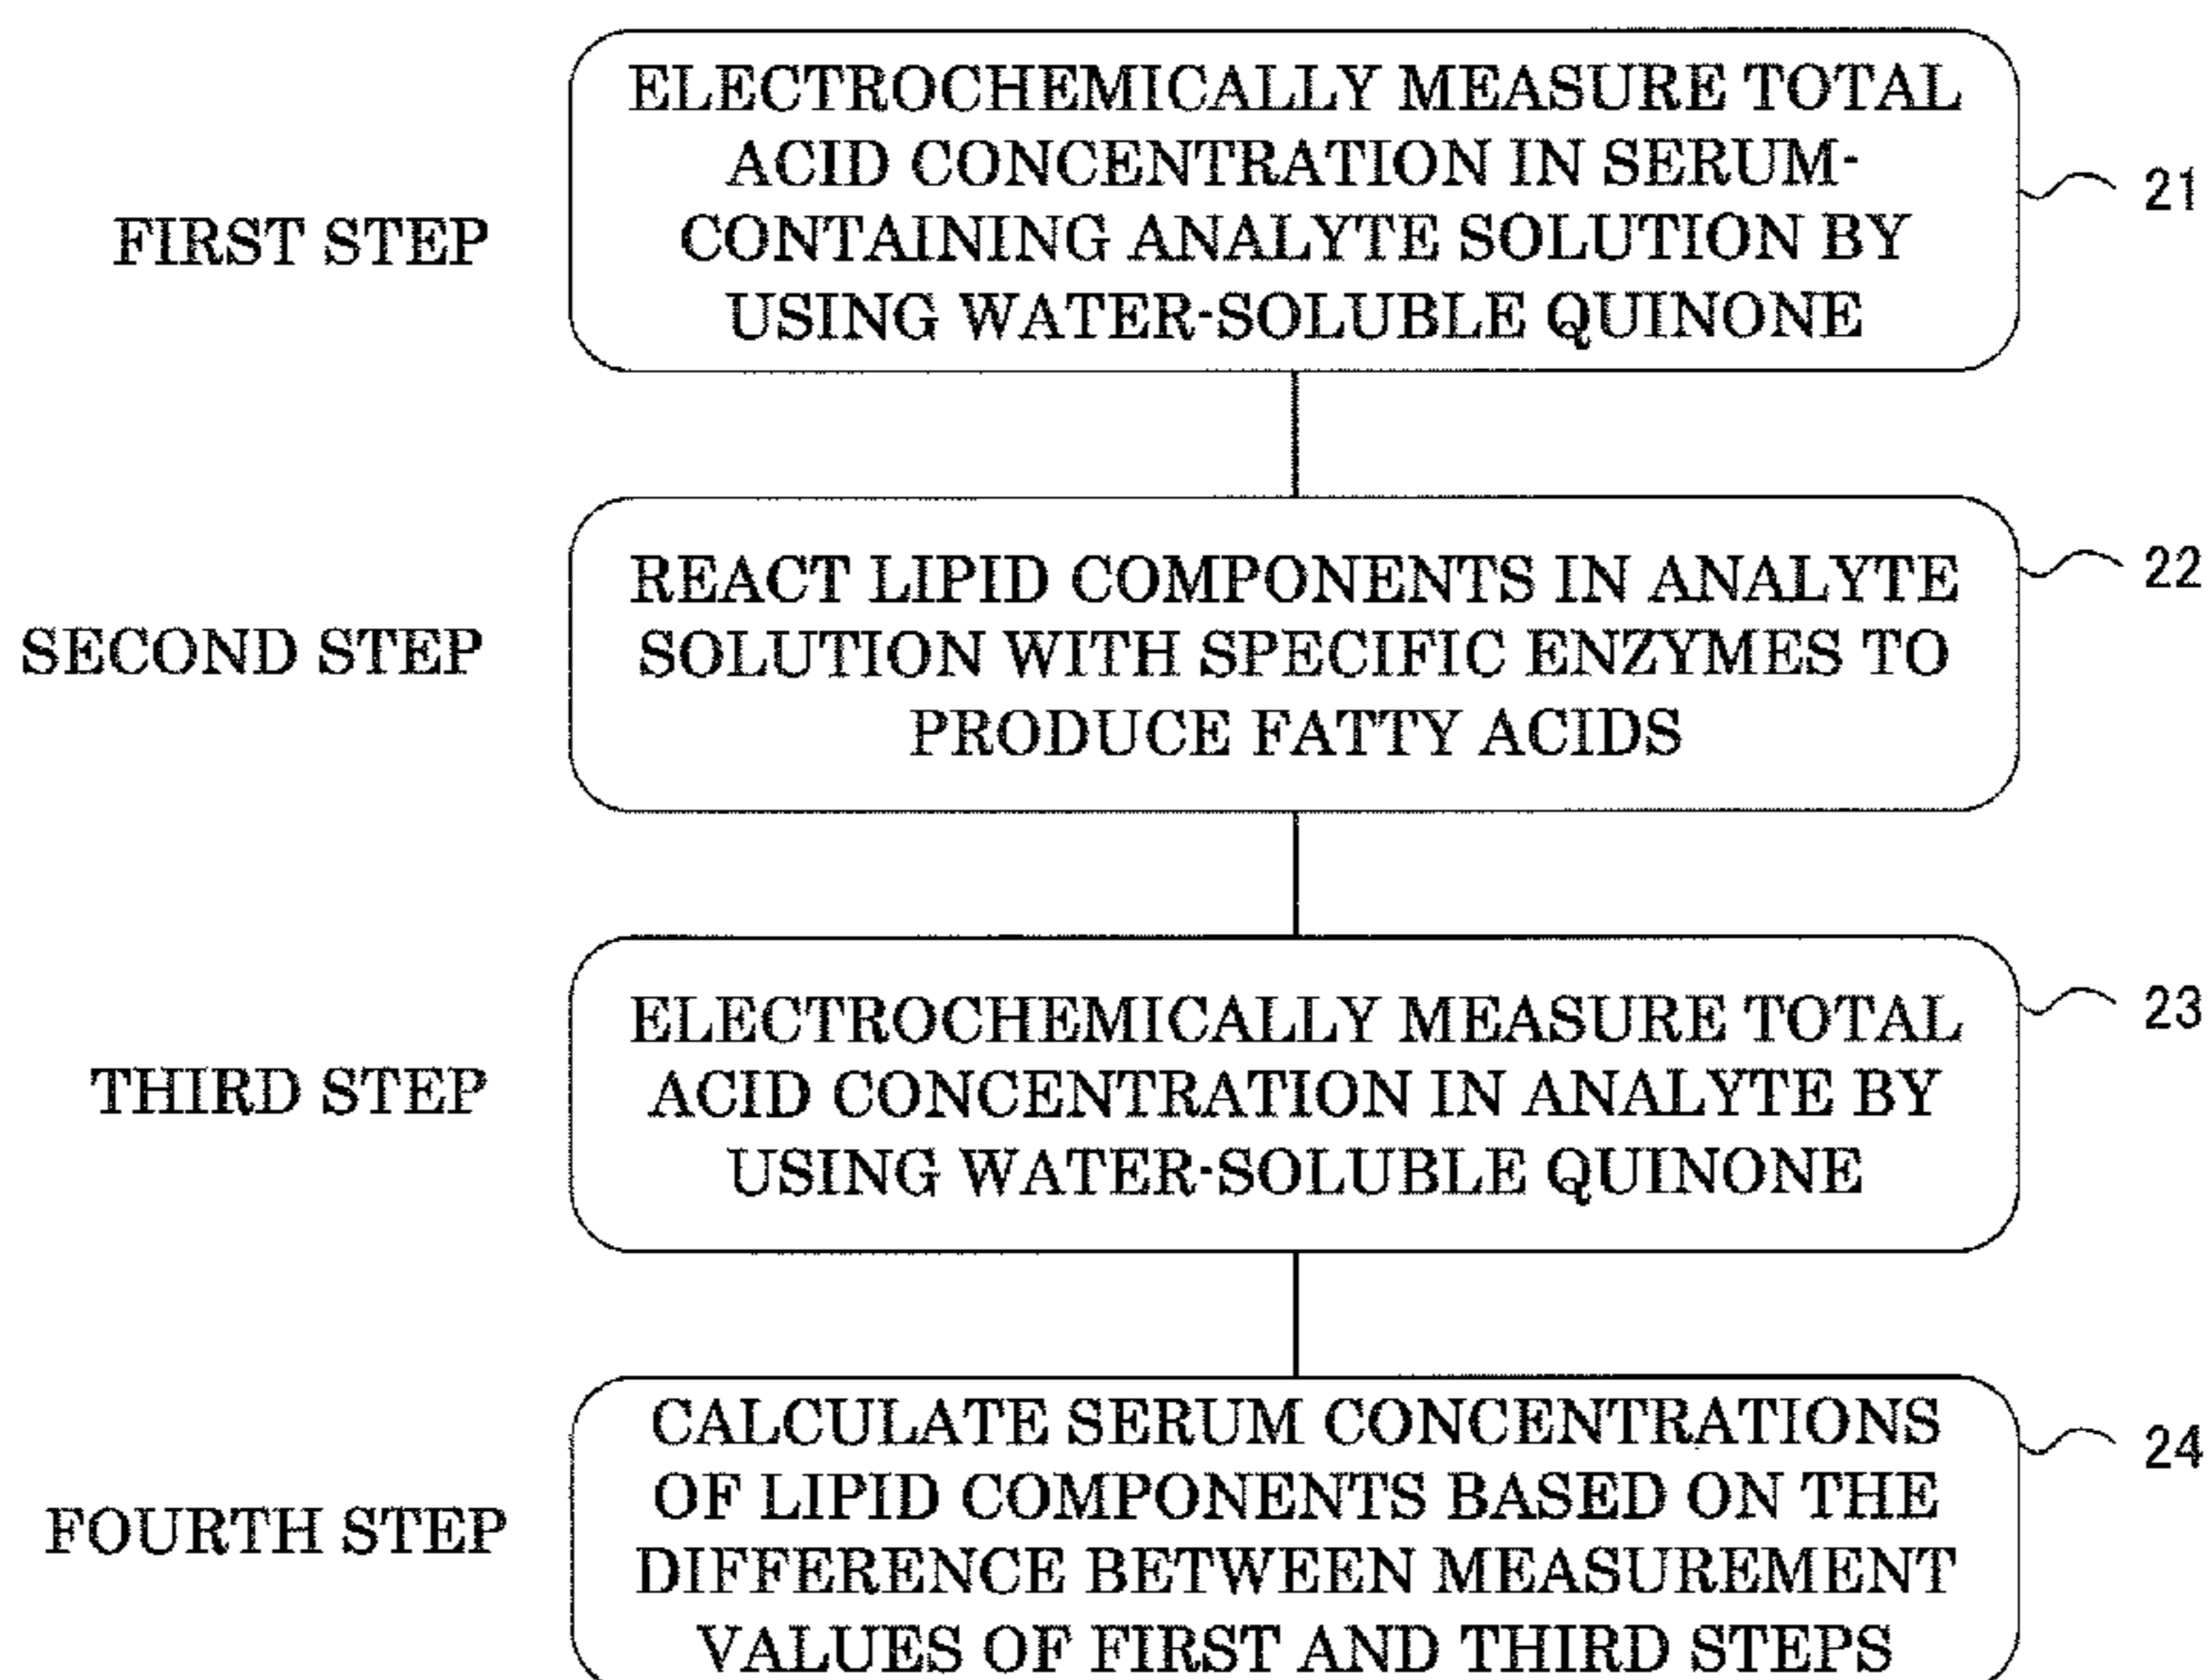 FIRST STEP
ELECTROCHEMICALLY MEASURE TOTAL
ACID CONCENTRATION IN SERUM-
CONTAINING ANALYTE SOLUTION BY
USING WATER-SOLUBLE QUINONE
21
SECOND STEP
REACT LIPID COMPONENTS IN ANALYTE
SOLUTION WITH SPECIFIC ENZYMES TO
PRODUCE FATTY ACIDS
22
THIRD STEP
ELECTROCHEMICALLY MEASURE TOTAL
ACID CONCENTRATION IN ANALYTE BY
USING WATER-SOLUBLE QUINONE
23
FOURTH STEP
CALCULATE SERUM CONCENTRATIONS
OF LIPID COMPONENTS BASED ON THE
DIFFERENCE BETWEEN MEASUREMENT
VALUES OF FIRST AND THIRD STEPS
24